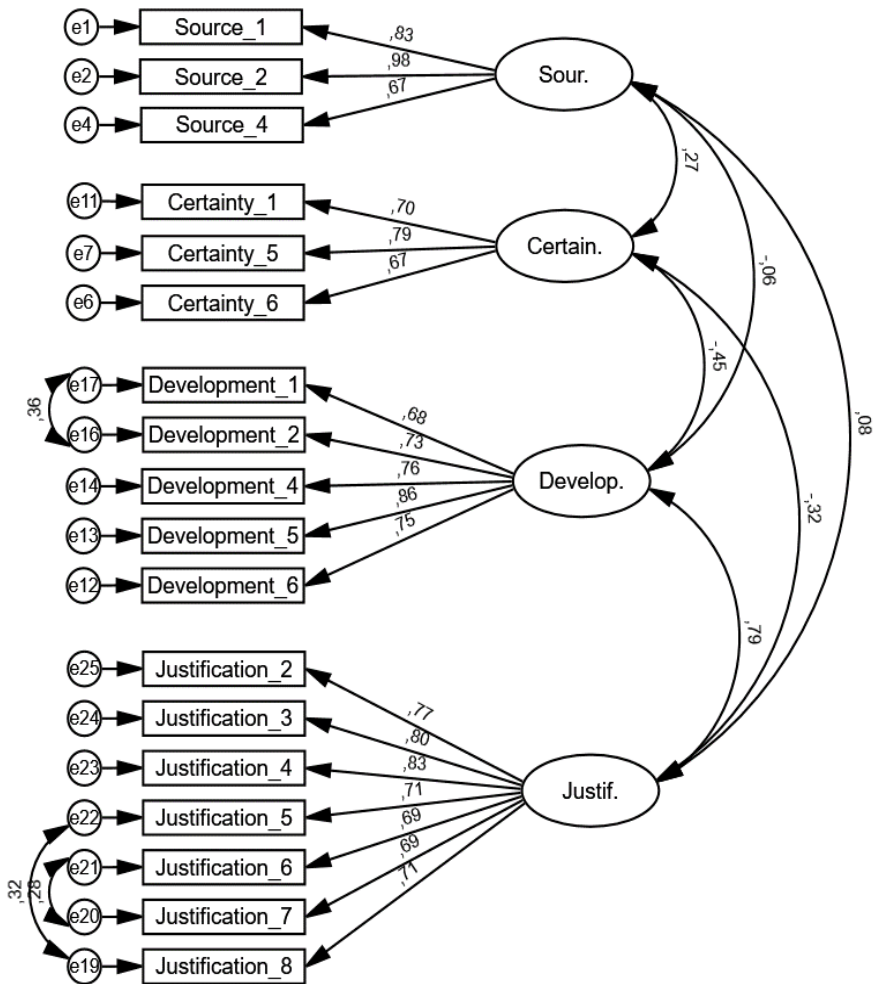 e1 Source_1 ,83
e2 Source_2 ,98 Sour.
e4 Source_4 ,67
,27
e11 Certainty_1 ,70
e7 Certainty_5 ,79 Certain.
e6 Certainty_6 ,67
-,06
-,45
e17 Development_1 ,68
,36
e16 Development_2 ,73
,08
e14 Development_4 ,76 Develop.
e13 Development_5 ,86
-,32
e12 Development_6 ,75
,79
e25 Justification_2 ,77
e24 Justification_3 ,80
e23 Justification_4 ,83 Justif.
e22 Justification_5 ,71
e21 Justification_6 ,69
,32 ,28
e20 Justification_7 ,69
e19 Justification_8 ,71